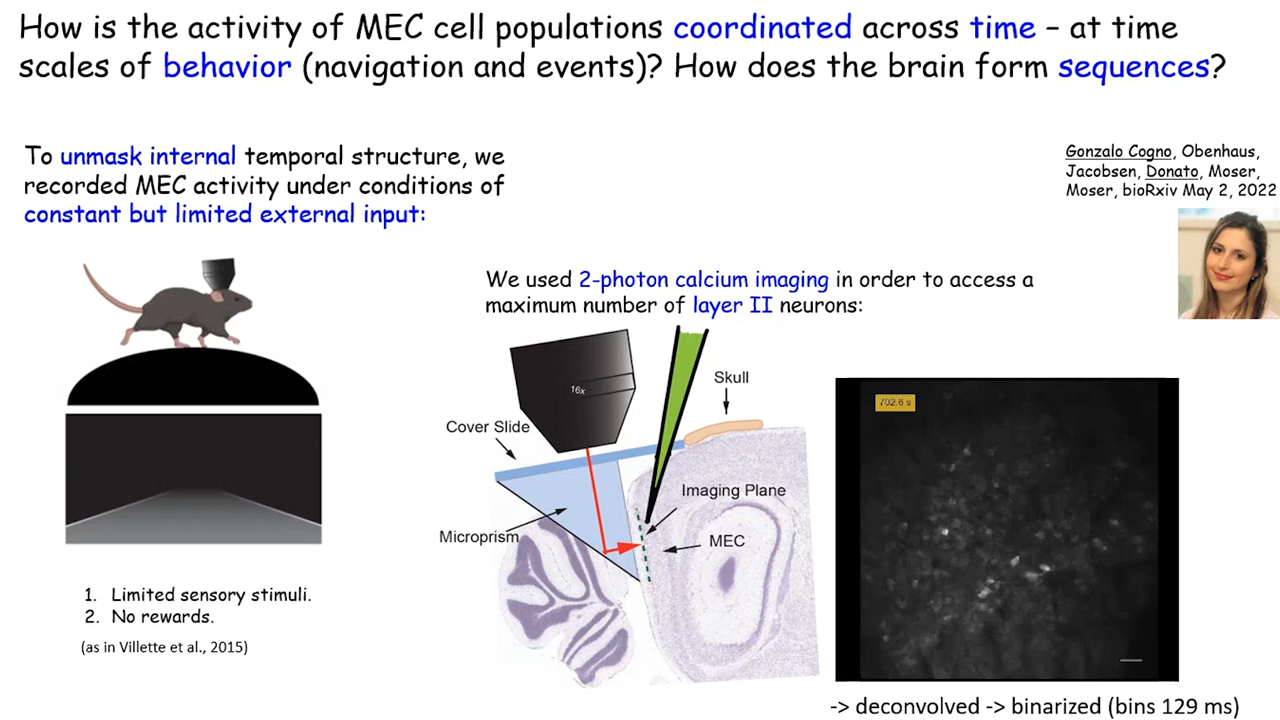 How is the activity of MEC cell populations coordinated across time – at time
scales of behavior (navigation and events)? How does the brain form sequences?
To unmask internal temporal structure, we
recorded MEC activity under conditions of
constant but limited external input:
Gonzalo Cogno, Obenhaus,
Jacobsen, Donato, Moser,
Moser, bioRxiv May 2, 2022
We used 2-photon calcium imaging in order to access a
maximum number of layer II neurons:
16x
Skull
Cover Slide
Imaging Plane
Microprism
MEC
702.6 s
1. Limited sensory stimuli.
2. No rewards.
(as in Villette et al., 2015)
-> deconvolved -> binarized (bins 129 ms)